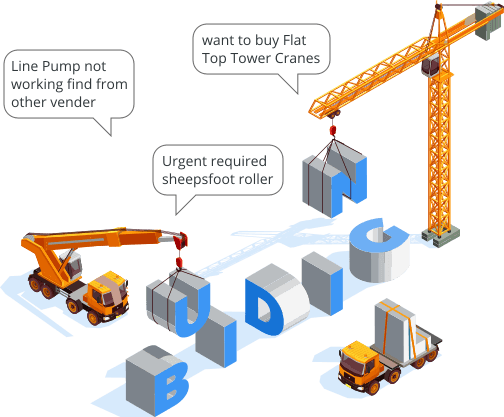 want to buy Flat
Top Tower Cranes
Line Pump not
working find from
other vender
Urgent required
sheepsfoot roller
BUIDINC